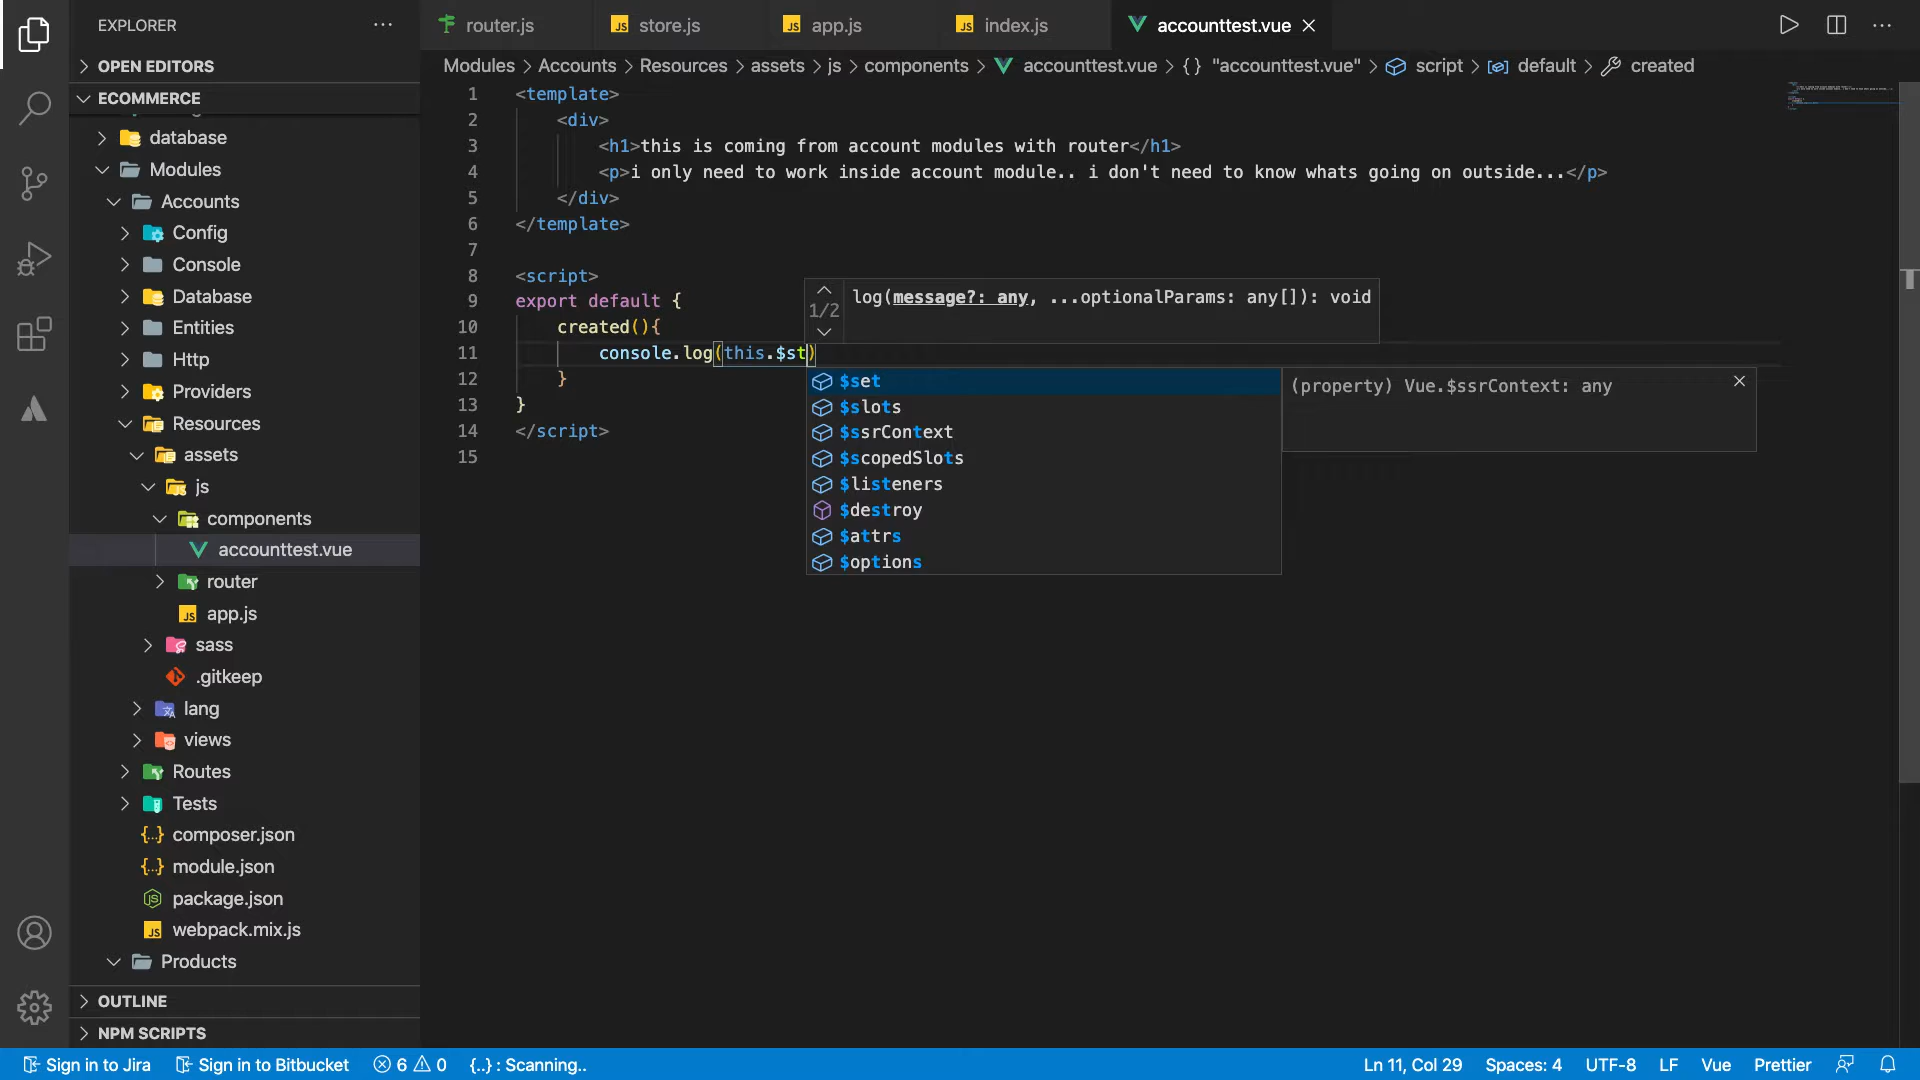 EXPLORER
OPEN EDITORS
ECOMMERCE
database
Modules
Accounts
Config
Console
Database
Entities
Http
Providers
Resources
assets
js
components
accounttest.vue
router
JS app.js
sass
.gitkeep
lang
views
Routes
Tests
{..} composer.json
{..} module.json
package.json
JS webpack.mix.js
Products
OUTLINE
NPM SCRIPTS
router.js JS store.js JS app.js JS index.js accounttest.vue
Modules > Accounts > Resources > assets > js > components > accounttest.vue > {} "accounttest.vue" > script > default > created
1 <template>
2 <div>
3 <h1>this is coming from account modules with router</h1>
4 <p>i only need to work inside account module.. i don't need to know whats going on outside...</p>
5 </div>
6 </template>
7
8 <script>
9 export default {
10 created(){
11 console.log(this.$st)
12 }
13 }
14 </script>
15
1/2 log(message?: any, ...optionalParams: any[]): void
$set
$slots
$ssrContext
$scopedSlots
$listeners
$destroy
$attrs
$options
(property) Vue.$ssrContext: any
Sign in to Jira Sign in to Bitbucket 6 0 {..} : Scanning.. Ln 11, Col 29 Spaces: 4 UTF-8 LF Vue Prettier